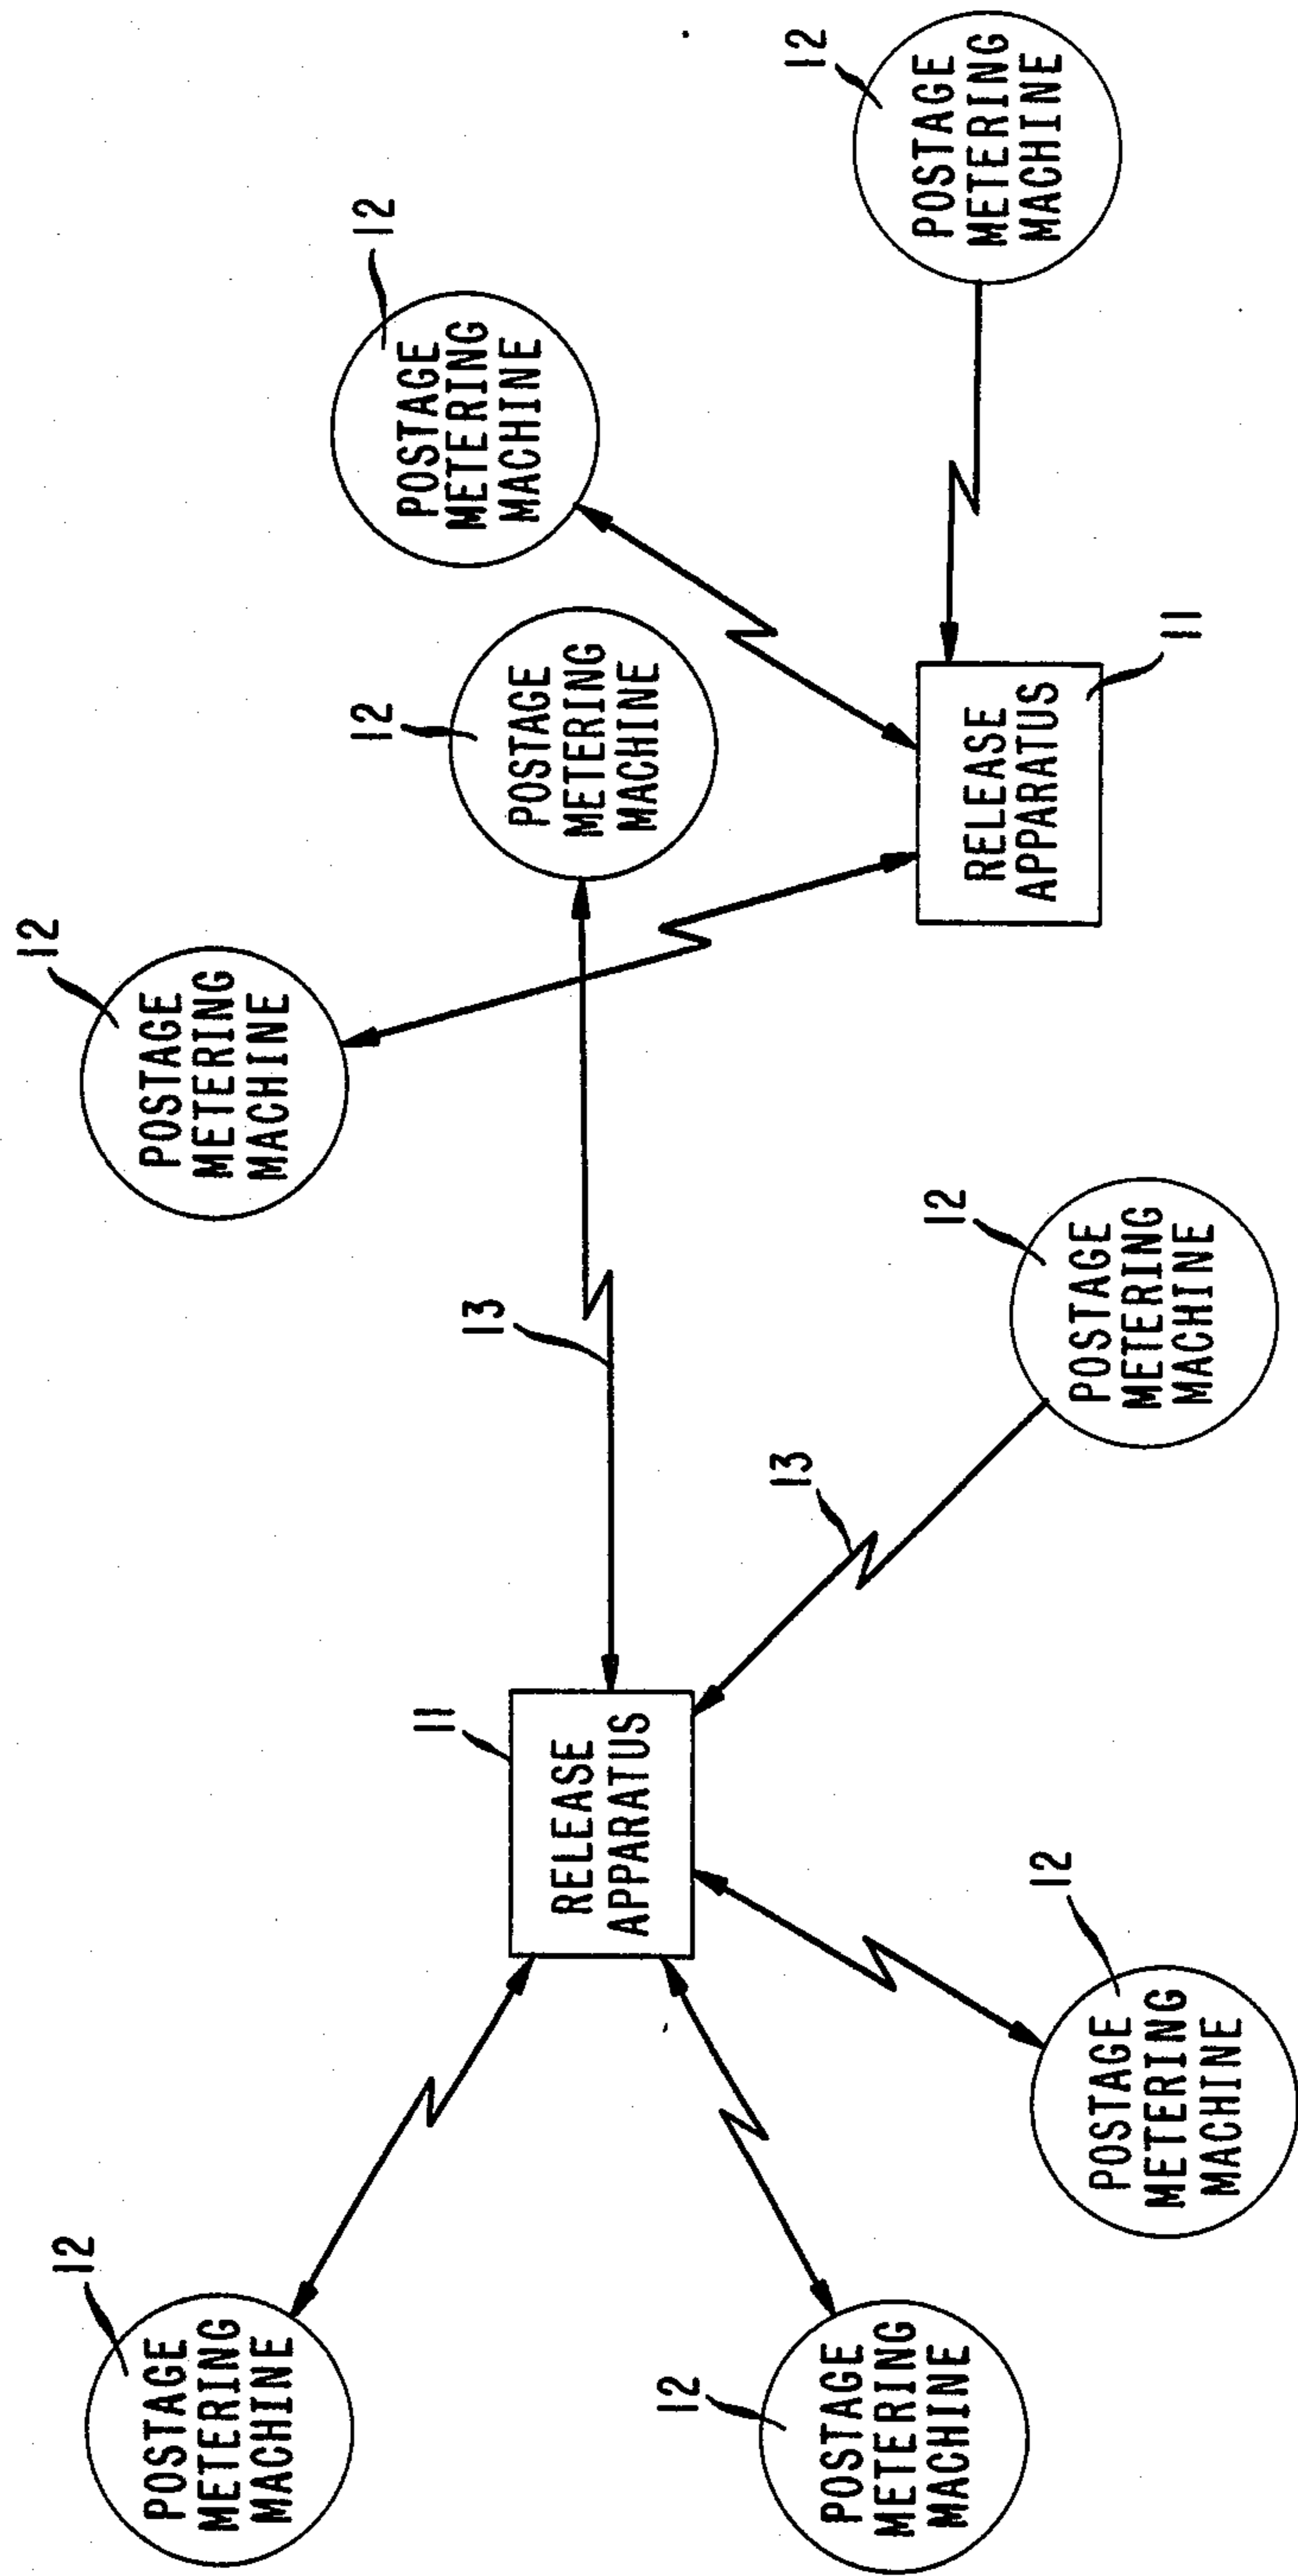 12
POSTAGE
METERING
MACHINE
12
POSTAGE
METERING
MACHINE
12
POSTAGE
METERING
MACHINE
11
RELEASE
APPARATUS
13
13
12
POSTAGE
METERING
MACHINE
12
POSTAGE
METERING
MACHINE
12
POSTAGE
METERING
MACHINE
12
POSTAGE
METERING
MACHINE
RELEASE
APPARATUS
11
12
POSTAGE
METERING
MACHINE